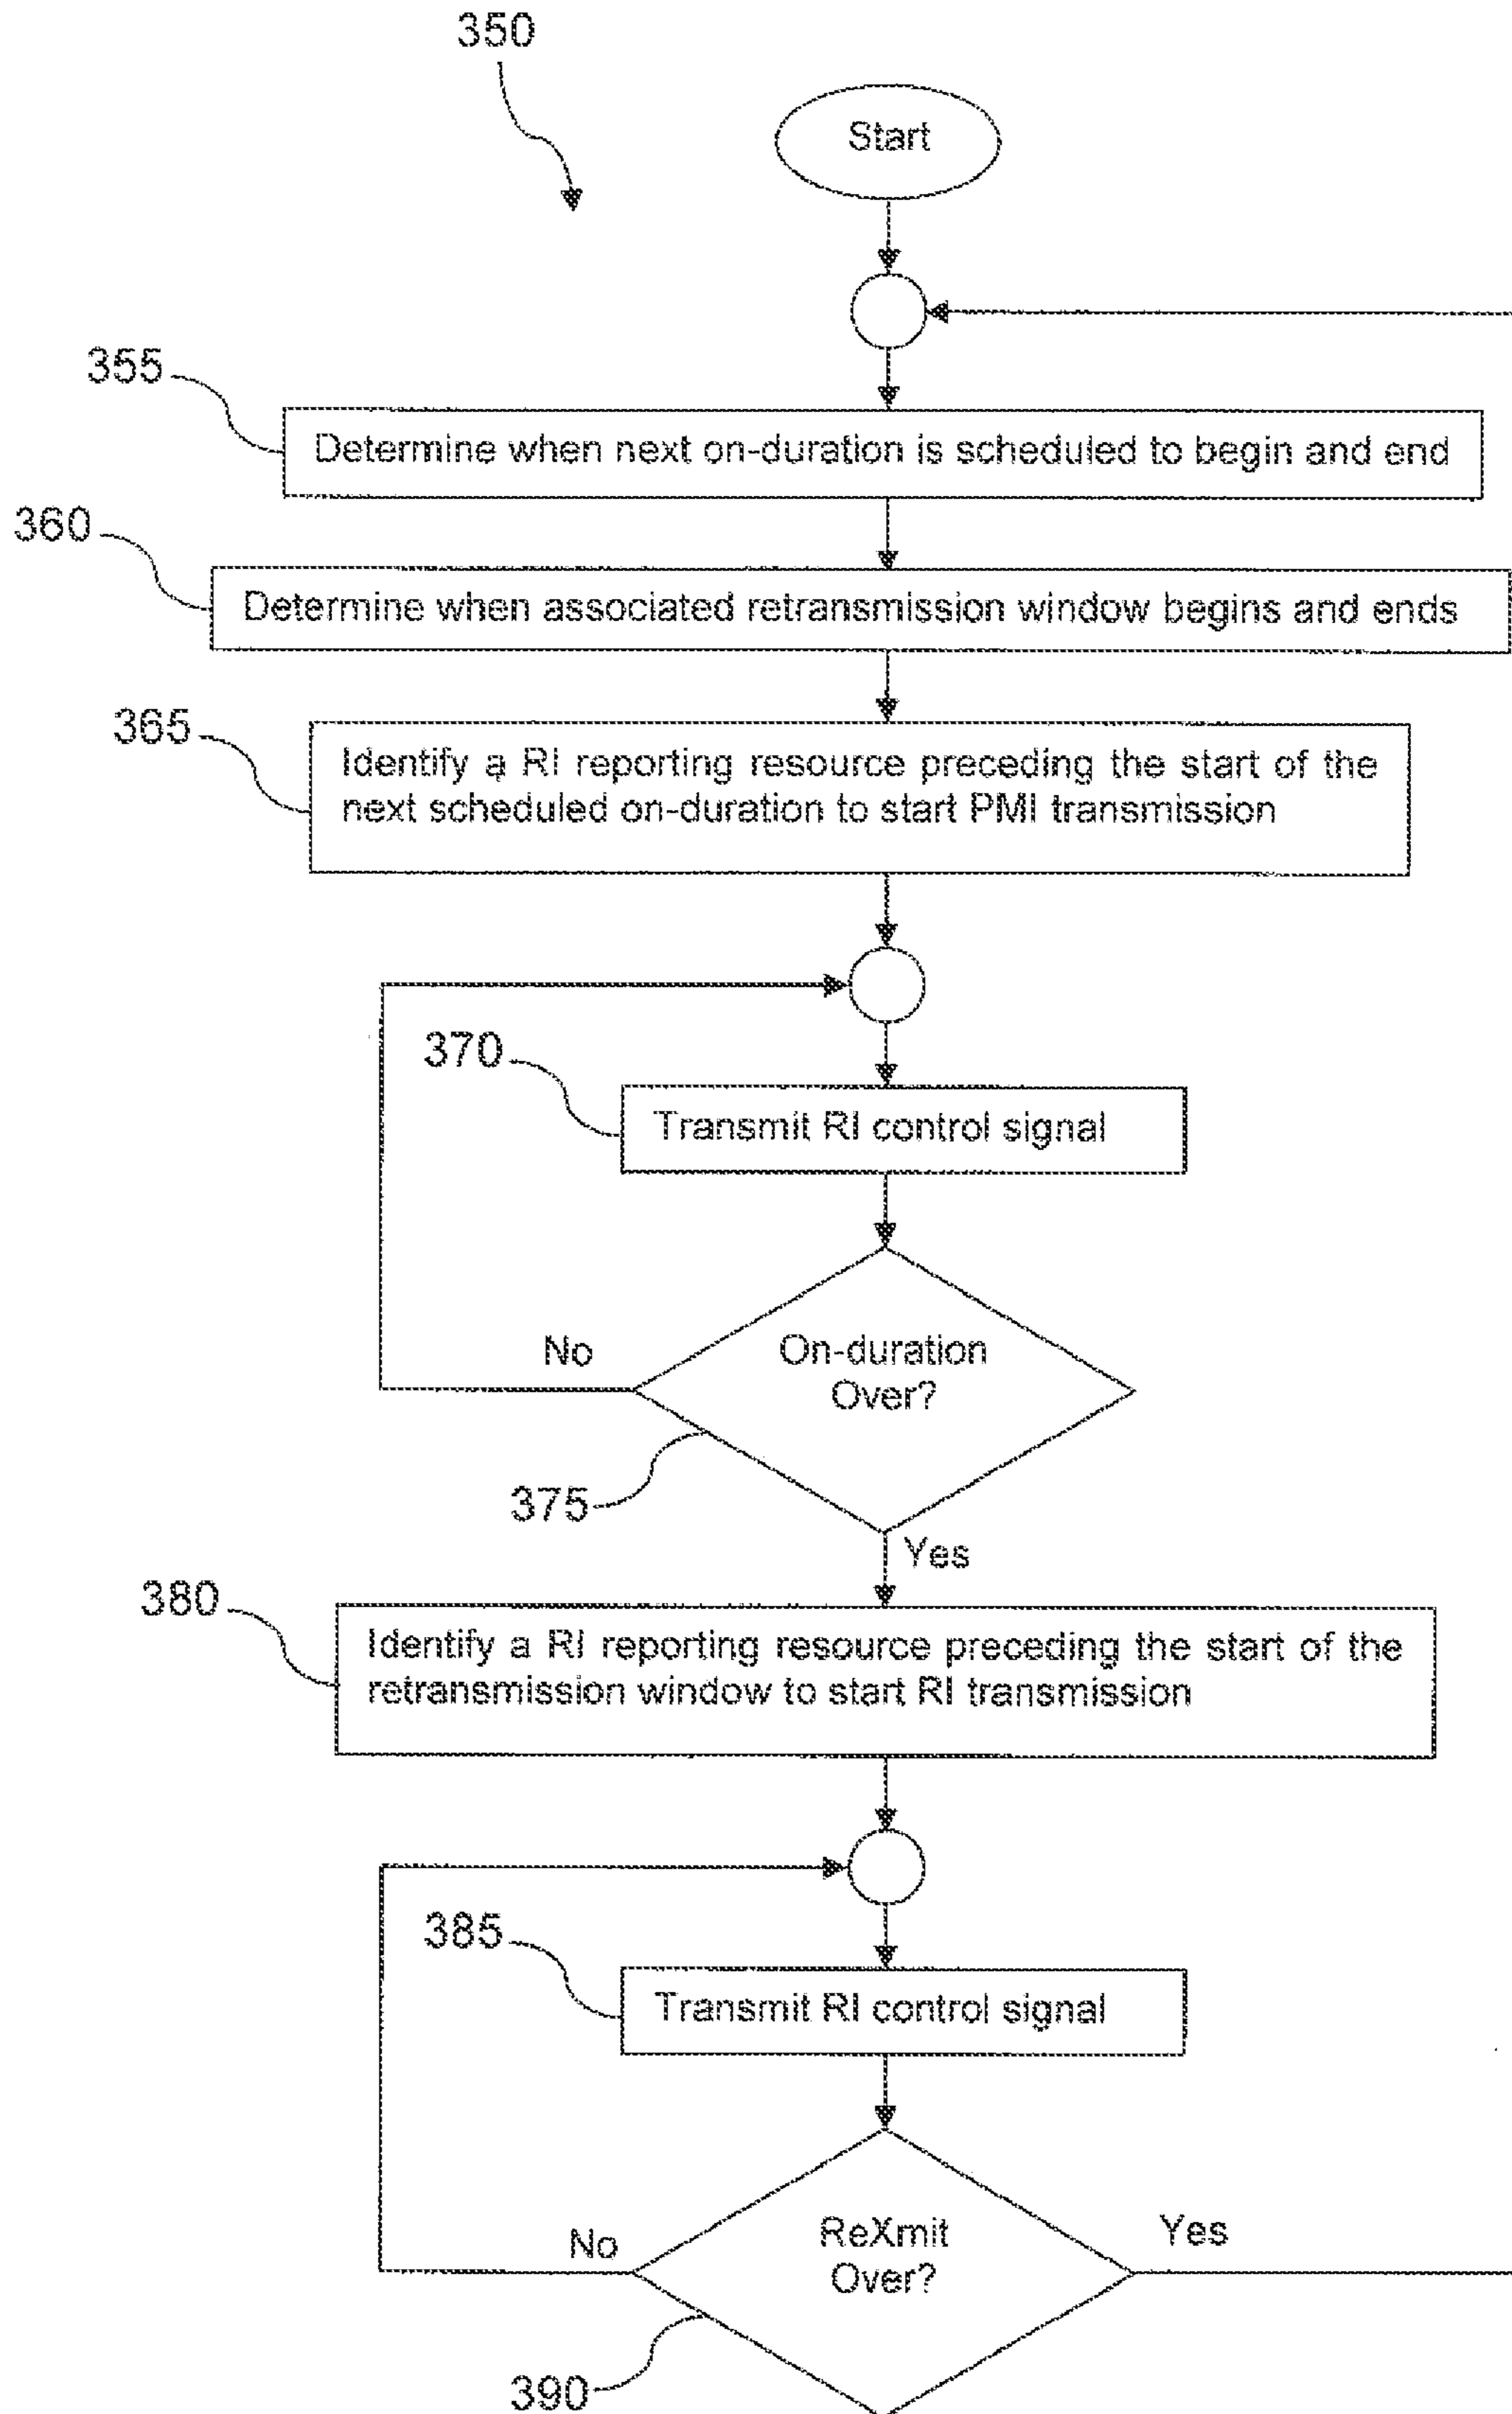 350
Start
355
Determine when next on-duration is scheduled to begin and end
360
Determine when associated retransmission window begins and ends
365
Identify a RI reporting resource preceding the start of the
next scheduled on-duration to start PMI transmission
370
Transmit RI control signal
No
On-duration
Over?
375
Yes
380
Identify a RI reporting resource preceding the start of the
retransmission window to start RI transmission
385
Transmit RI control signal
No
ReXmit
Over?
Yes
390